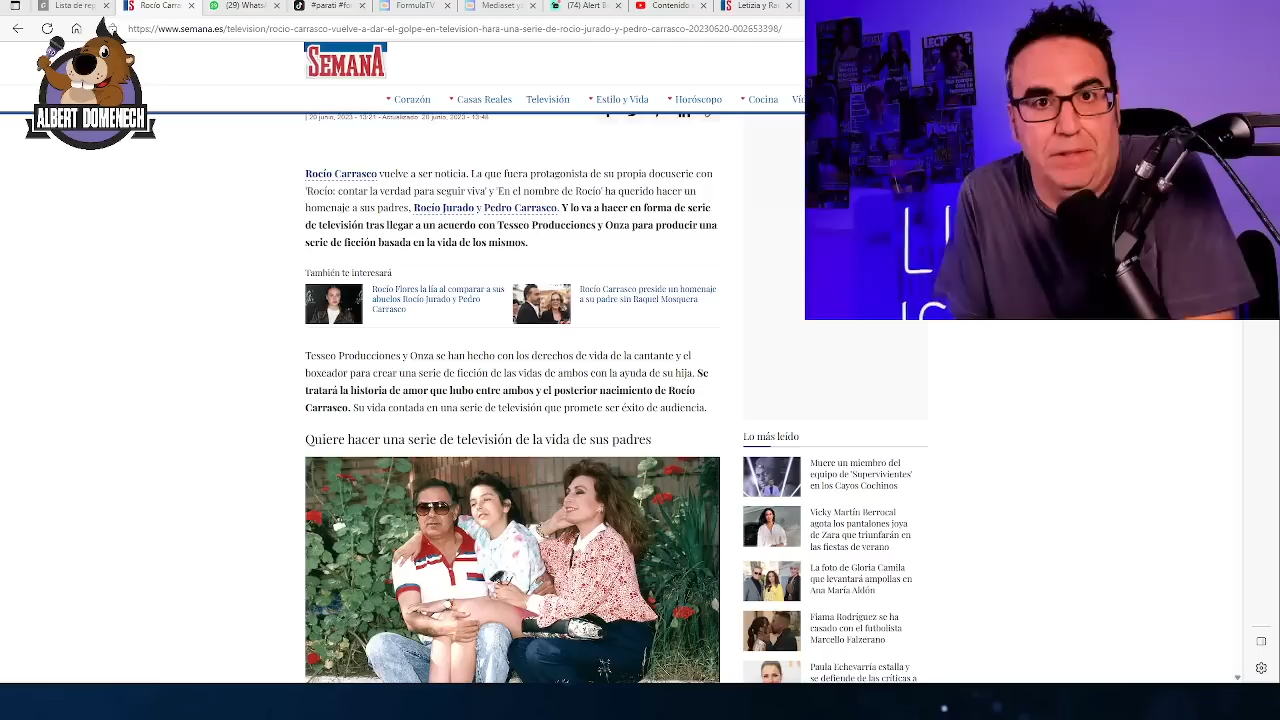 Lista de rep
Rocío Carra
(29) Whats
#parati #for
FormulaTV
Mediaset y
(74) Alert B
Contenido
Letizia y Ra
https://www.semana.es/television/rocio-carrasco-vuelve-a-dar-el-golpe-en-television-hara-una-serie-de-rocio-jurado-y-pedro-carrasco-20230620-002653398/
ALBERT DOMENECH
SEMANA
Corazón
Casas Reales
Televisión
Estilo y Vida
Horóscopo
Cocina
| 20 junio, 2023 - 13:21 - Actualizado: 20 junio, 2023 - 13:48
Rocío Carrasco vuelve a ser noticia. La que fuera protagonista de su propia docuserie con
'Rocío: contar la verdad para seguir viva' y 'En el nombre de Rocío' ha querido hacer un
homenaje a sus padres, Rocío Jurado y Pedro Carrasco. Y lo va a hacer en forma de serie
de televisión tras llegar a un acuerdo con Tesseo Producciones y Onza para producir una
serie de ficción basada en la vida de los mismos.
También te interesará
Rocío Flores la lía al comparar a sus
abuelos Rocío Jurado y Pedro
Carrasco
Rocío Carrasco preside un homenaje
a su padre sin Raquel Mosquera
Tesseo Producciones y Onza se han hecho con los derechos de vida de la cantante y el
boxeador para crear una serie de ficción de las vidas de ambos con la ayuda de su hija. Se
tratará la historia de amor que hubo entre ambos y el posterior nacimiento de Rocío
Carrasco. Su vida contada en una serie de televisión que promete ser éxito de audiencia.
Quiere hacer una serie de televisión de la vida de sus padres
Lo más leído
Muere un miembro del
equipo de 'Supervivientes'
en los Cayos Cochinos
Vicky Martín Berrocal
agota los pantalones joya
de Zara que triunfarán en
las fiestas de verano
La foto de Gloria Camila
que levantará ampollas en
Ana María Aldón
Fiama Rodríguez se ha
casado con el futbolista
Marcello Falzerano
Paula Echevarría estalla y
se defiende de las críticas a